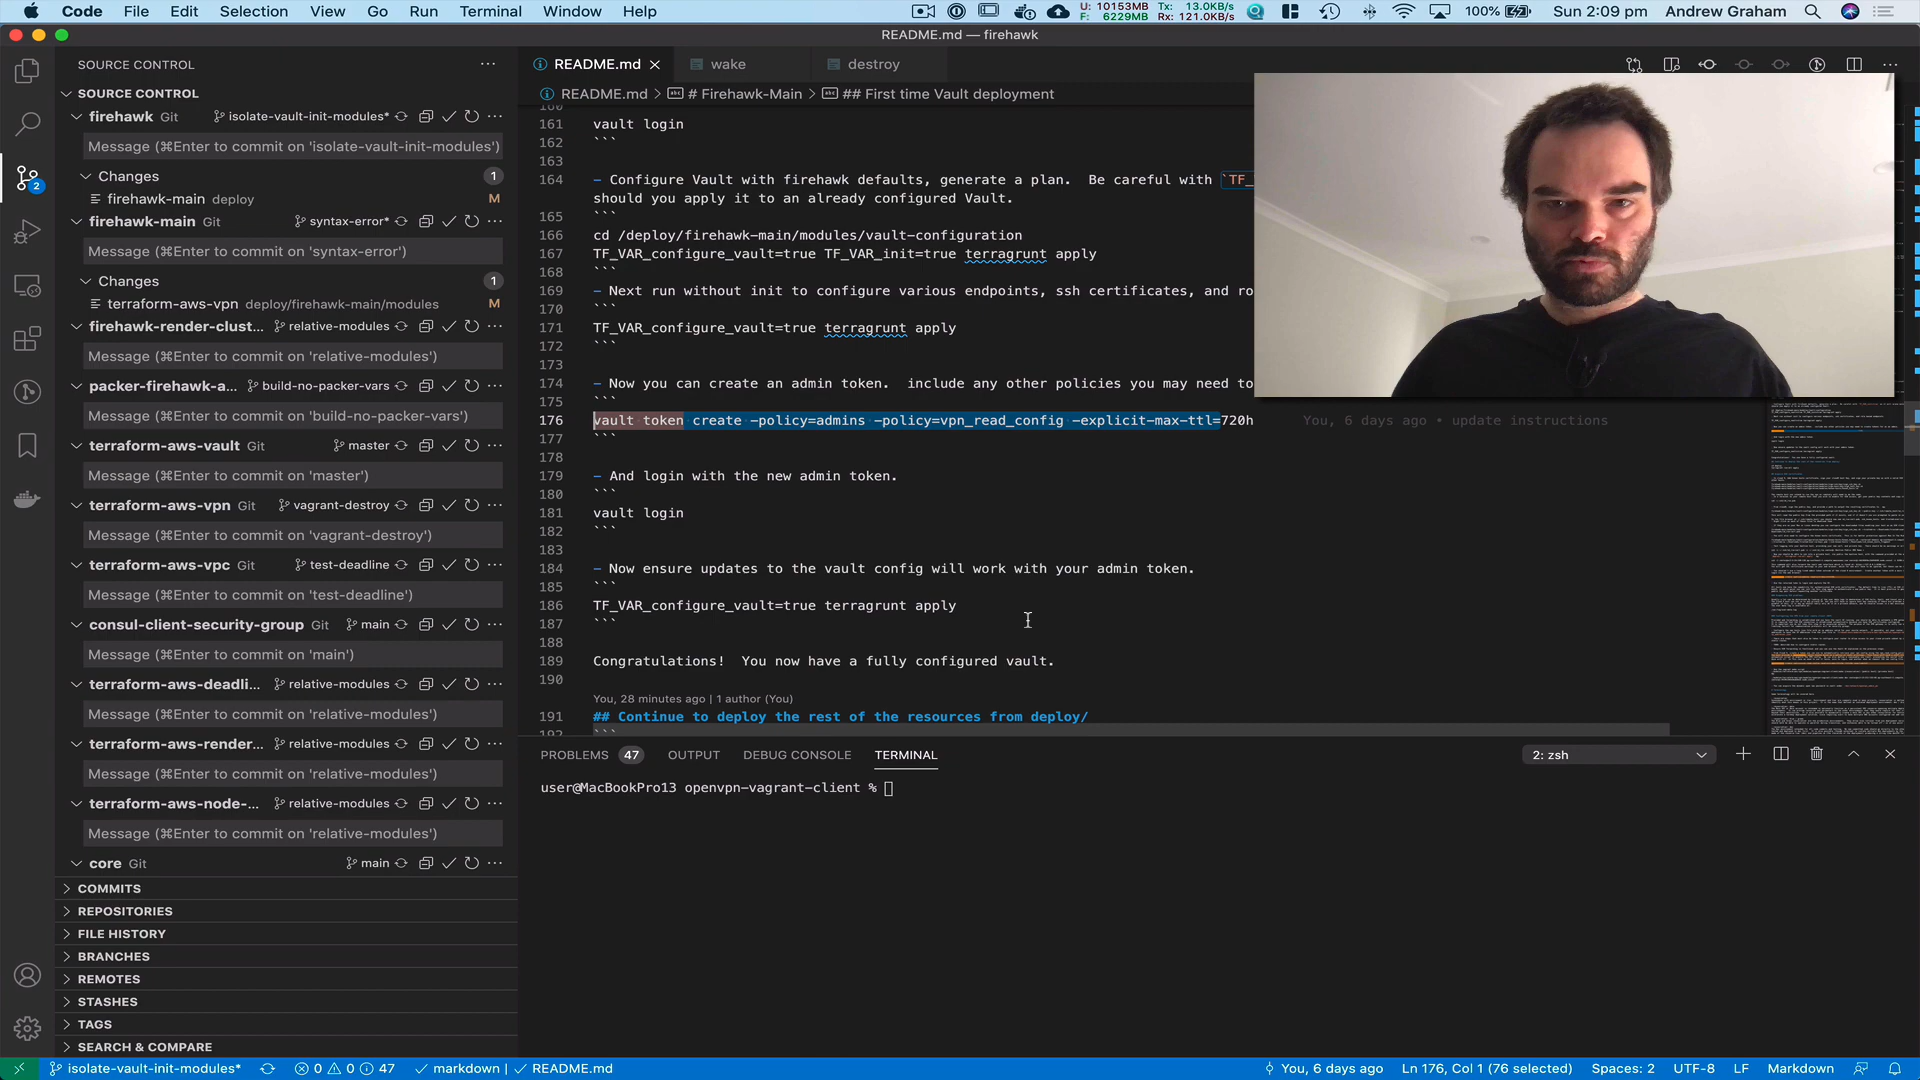 Code File Edit Selection View Go Run Terminal Window Help
U: 10153MB Tx: 13.0KB/s
F: 6229MB Rx: 121.0KB/s
100% Sun 2:09 pm Andrew Graham
README.md — firehawk
SOURCE CONTROL
SOURCE CONTROL
firehawk Git isolate-vault-init-modules*
Message (⌘Enter to commit on 'isolate-vault-init-modules')
Changes 1
firehawk-main deploy M
firehawk-main Git syntax-error*
Message (⌘Enter to commit on 'syntax-error')
Changes 1
terraform-aws-vpn deploy/firehawk-main/modules M
firehawk-render-clust... relative-modules
Message (⌘Enter to commit on 'relative-modules')
packer-firehawk-a... build-no-packer-vars
Message (⌘Enter to commit on 'build-no-packer-vars')
terraform-aws-vault master
Message (⌘Enter to commit on 'master')
terraform-aws-vpn Git vagrant-destroy
Message (⌘Enter to commit on 'vagrant-destroy')
terraform-aws-vpc Git test-deadline
Message (⌘Enter to commit on 'test-deadline')
consul-client-security-group main
Message (⌘Enter to commit on 'main')
terraform-aws-deadli... relative-modules
Message (⌘Enter to commit on 'relative-modules')
terraform-aws-render... relative-modules
Message (⌘Enter to commit on 'relative-modules')
terraform-aws-node-... relative-modules
Message (⌘Enter to commit on 'relative-modules')
core Git main
COMMITS
REPOSITORIES
FILE HISTORY
BRANCHES
REMOTES
STASHES
TAGS
SEARCH & COMPARE
2
README.md wake destroy
README.md > # Firehawk-Main > ## First time Vault deployment
160
161 vault login
162 ```
163
164 - Configure Vault with firehawk defaults, generate a plan.  Be careful with `TF_
should you apply it to an already configured Vault.
165 ```
166 cd /deploy/firehawk-main/modules/vault-configuration
167 TF_VAR_configure_vault=true TF_VAR_init=true terragrunt apply
168 ```
169 - Next run without init to configure various endpoints, ssh certificates, and ro
170 ```
171 TF_VAR_configure_vault=true terragrunt apply
172 ```
173
174 - Now you can create an admin token.  include any other policies you may need to
175 ```
176 vault token create -policy=admins -policy=vpn_read_config -explicit-max-ttl=720h You, 6 days ago • update instructions
177 ```
178
179 - And login with the new admin token.
180 ```
181 vault login
182 ```
183
184 - Now ensure updates to the vault config will work with your admin token.
185 ```
186 TF_VAR_configure_vault=true terragrunt apply
187 ```
188
189 Congratulations!  You now have a fully configured vault.
190
You, 28 minutes ago | 1 author (You)
191 ## Continue to deploy the rest of the resources from deploy/
192 ```
PROBLEMS 47 OUTPUT DEBUG CONSOLE TERMINAL 2: zsh
user@MacBookPro13 openvpn-vagrant-client %
isolate-vault-init-modules* 0 0 47 markdown | README.md You, 6 days ago Ln 176, Col 1 (76 selected) Spaces: 2 UTF-8 LF Markdown